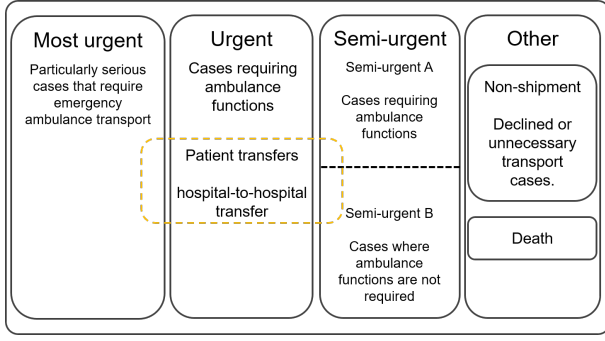 Most urgent
Particularly serious
cases that require
emergency
ambulance transport
Urgent
Cases requiring
ambulance
functions
Patient transfers
hospital-to-hospital
transfer
Semi-urgent
Semi-urgent A
Cases requiring
ambulance
functions
Semi-urgent B
Cases where
ambulance
functions are not
required
Other
Non-shipment
Declined or
unnecessary
transport
cases.
Death